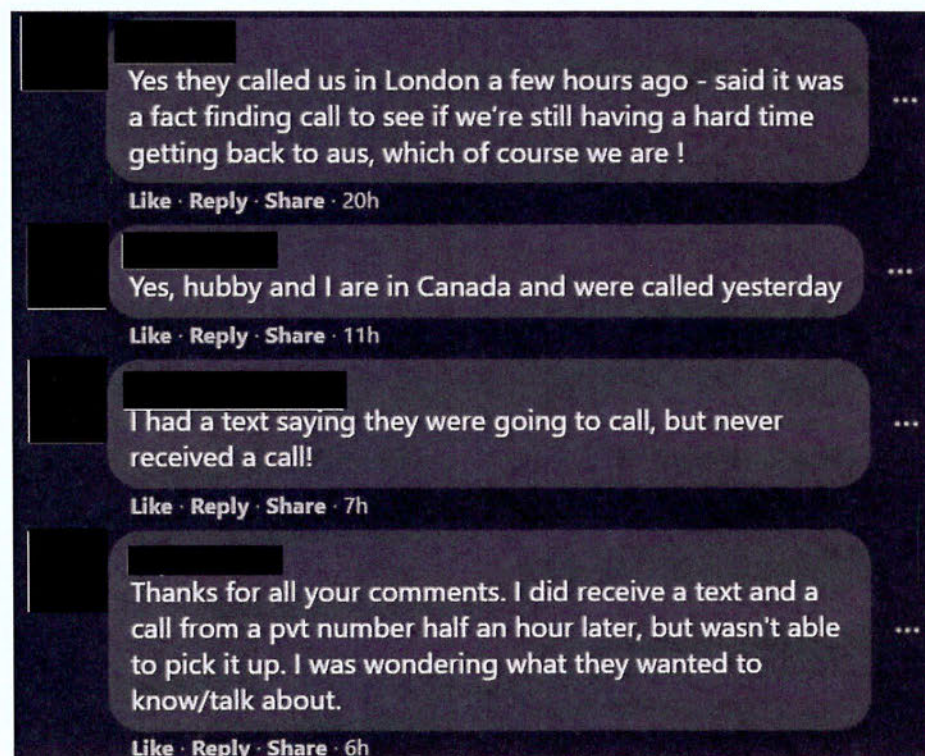 Yes they called us in London a few hours ago - said it was
a fact finding call to see if we're still having a hard time
getting back to aus, which of course we are !
Like · Reply · Share · 20h
Yes, hubby and I are in Canada and were called yesterday
Like · Reply · Share · 11h
I had a text saying they were going to call, but never
received a call!
Like · Reply · Share · 7h
Thanks for all your comments. I did receive a text and a
call from a pvt number half an hour later, but wasn't able
to pick it up. I was wondering what they wanted to
know/talk about.
Like · Reply · Share · 6h